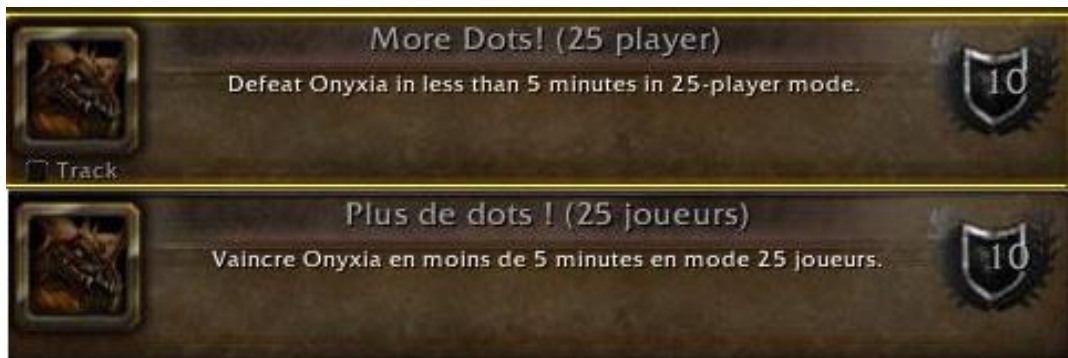 More Dots! (25 player)
Defeat Onyxia in less than 5 minutes in 25-player mode.
10
Track
Plus de dots ! (25 joueurs)
Vaincre Onyxia en moins de 5 minutes en mode 25 joueurs.
10